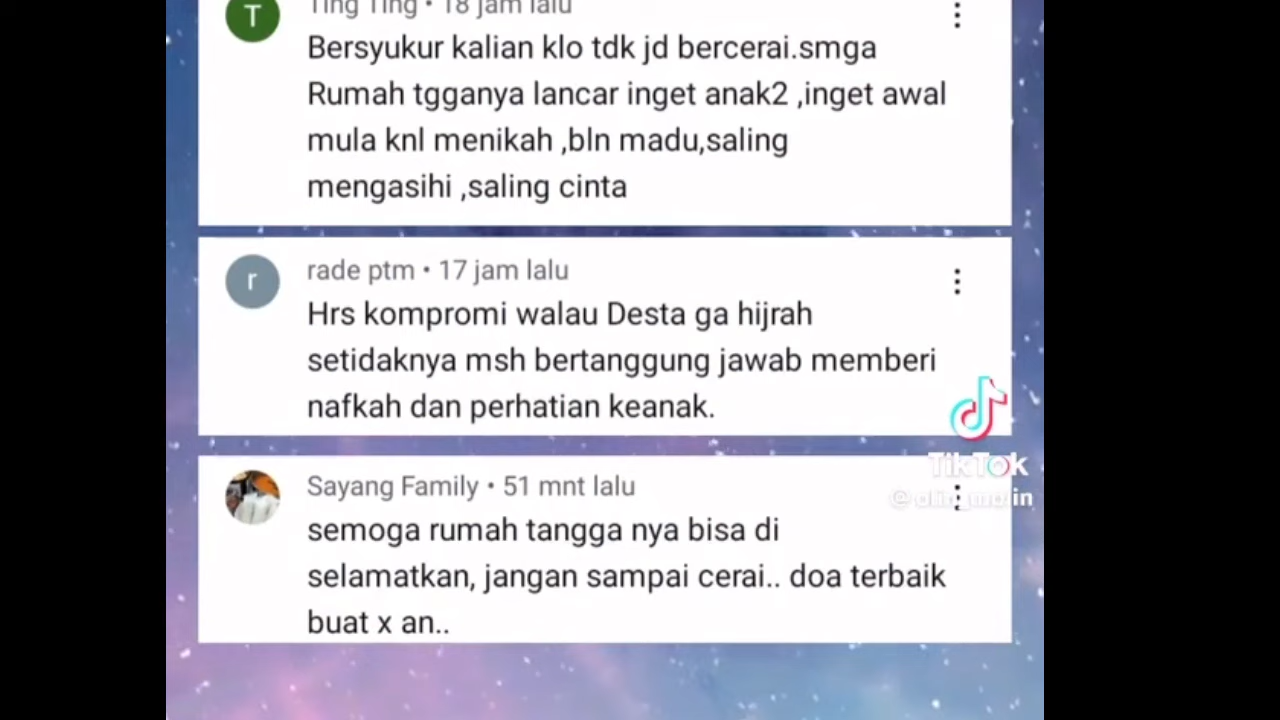 T
Ting Ting • 18 jam lalu
Bersyukur kalian klo tdk jd bercerai.smga
Rumah tgganya lancar inget anak2 ,inget awal
mula knl menikah ,bln madu,saling
mengasihi ,saling cinta
r
rade ptm • 17 jam lalu
Hrs kompromi walau Desta ga hijrah
setidaknya msh bertanggung jawab memberi
nafkah dan perhatian keanak.
TikTok
Sayang Family • 51 mnt lalu
semoga rumah tangga nya bisa di
selamatkan, jangan sampai cerai.. doa terbaik
buat x an..